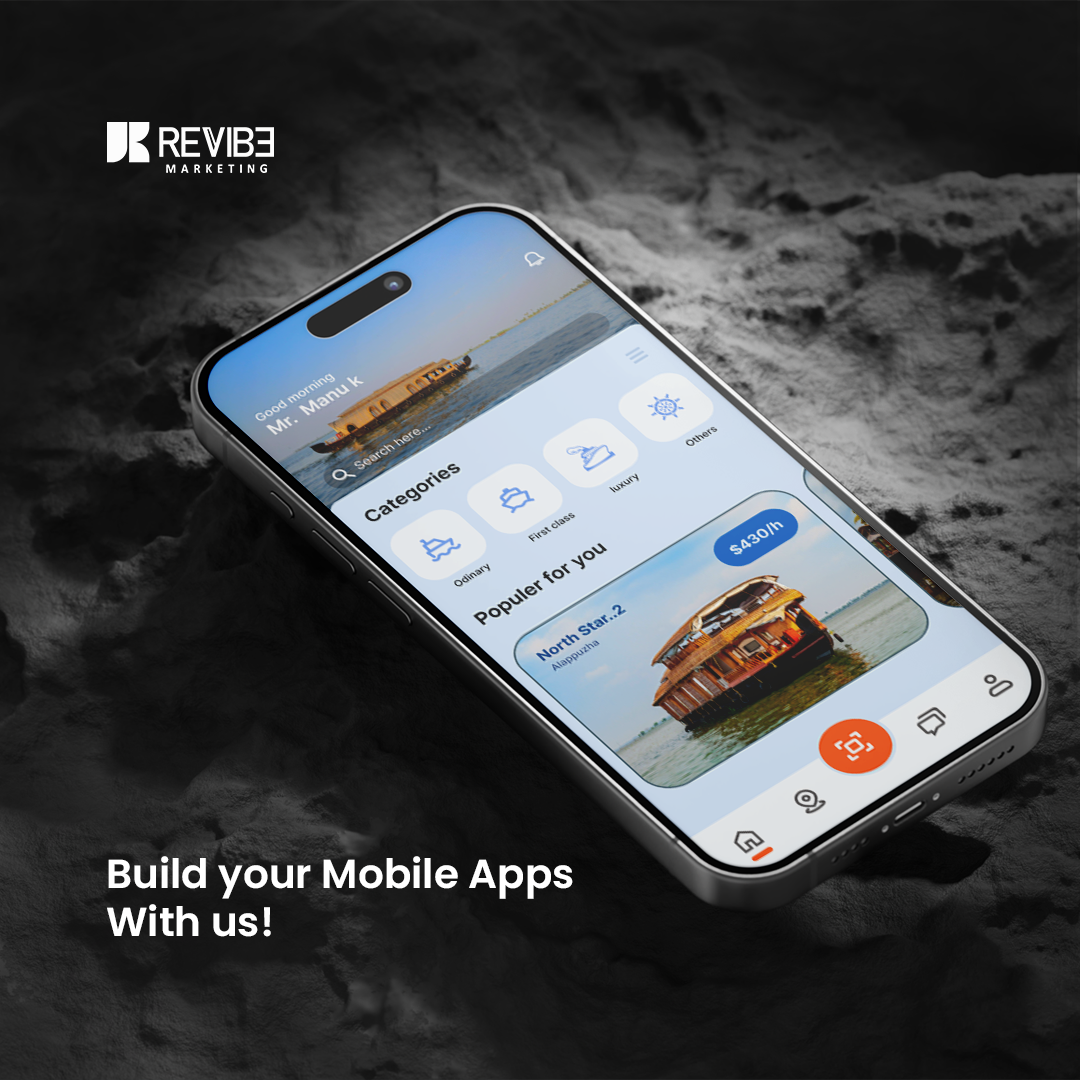 REVIBE
MARKETING
Good morning
Mr. Manu k
Search here...
Categories
Odinary
First class
luxury
Others
Populer for you
$430/h
North Star..2
Alappuzha
Build your Mobile Apps
With us!